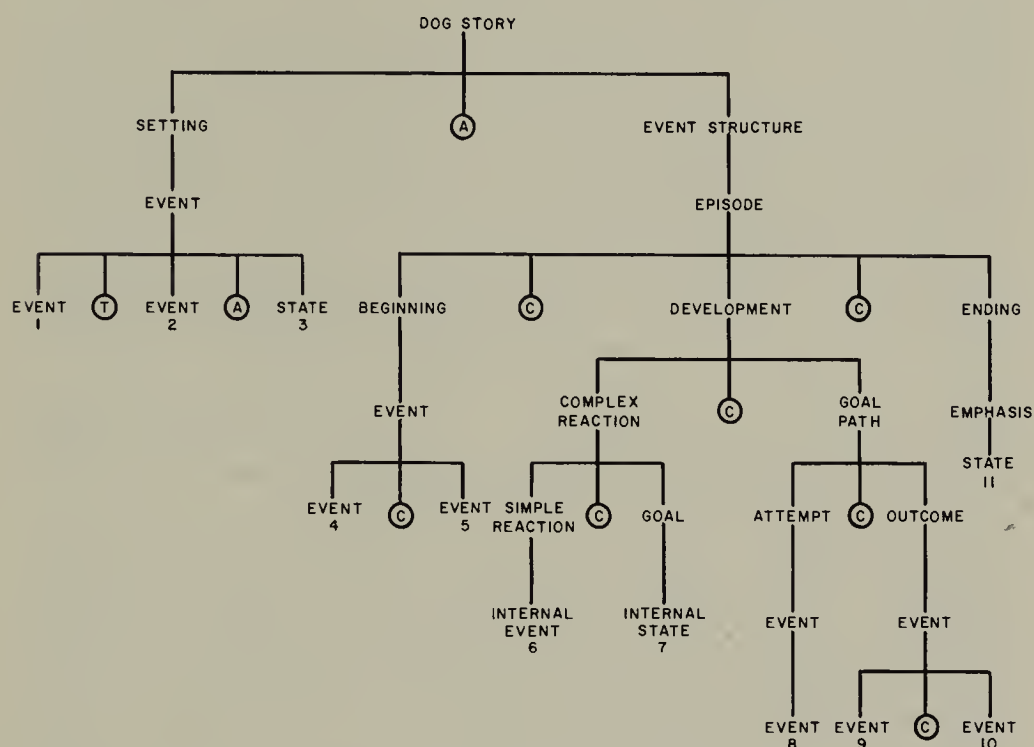 DOG STORY
SETTING
A
EVENT STRUCTURE
EVENT
EPISODE
EVENT
1
T
EVENT
2
A
STATE
3
BEGINNING
C
DEVELOPMENT
C
ENDING
EVENT
COMPLEX
REACTION
C
GOAL
PATH
EMPHASIS
STATE
11
EVENT
4
C
EVENT
5
SIMPLE
REACTION
C
GOAL
ATTEMPT
C
OUTCOME
INTERNAL
EVENT
6
INTERNAL
STATE
7
EVENT
EVENT
EVENT
8
EVENT
9
C
EVENT
10